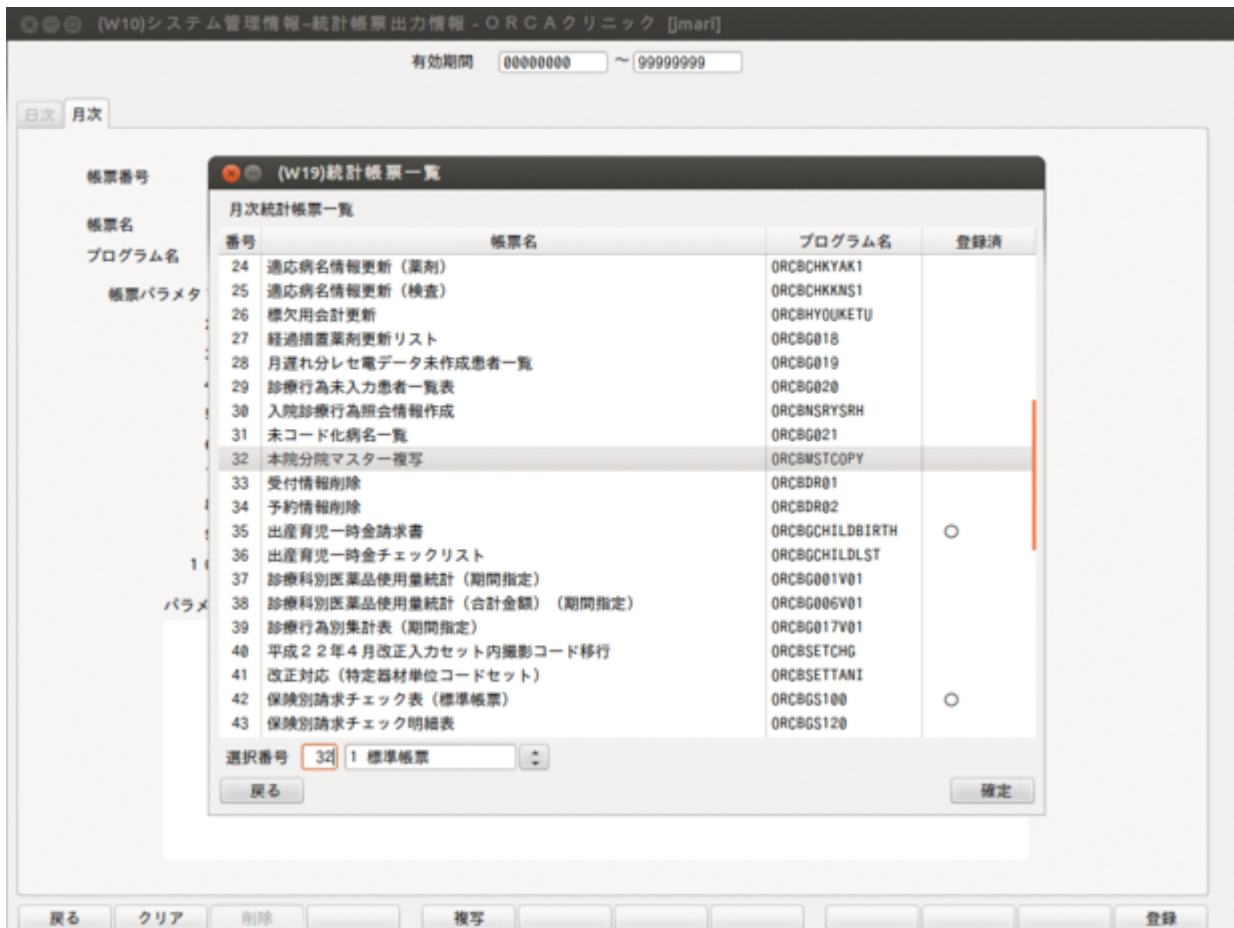 (W10)システム管理情報–統計帳票出力情報 - ＯＲＣＡクリニック [jmari]
有効期間 00000000 ～ 99999999
日次 月次
帳票番号
帳票名
プログラム名
帳票パラメタ
パラメ
(W19)統計帳票一覧
月次統計帳票一覧
番号 帳票名 プログラム名 登録済
24 適応病名情報更新（薬剤） ORCBCHKYAK1
25 適応病名情報更新（検査） ORCBCHKKNS1
26 標欠用会計更新 ORCBHYOUKETU
27 経過措置薬剤更新リスト ORCBG018
28 月遅れ分レセ電データ未作成患者一覧 ORCBG019
29 診療行為未入力患者一覧表 ORCBG020
30 入院診療行為照会情報作成 ORCBNSRYSRH
31 未コード化病名一覧 ORCBG021
32 本院分院マスター複写 ORCBMSTCOPY
33 受付情報削除 ORCBDR01
34 予約情報削除 ORCBDR02
35 出産育児一時金請求書 ORCBGCHILDBIRTH ○
36 出産育児一時金チェックリスト ORCBGCHILDLST
37 診療科別医薬品使用量統計（期間指定） ORCBG001V01
38 診療科別医薬品使用量統計（合計金額）（期間指定） ORCBG006V01
39 診療行為別集計表（期間指定） ORCBG017V01
40 平成２２年４月改正入力セット内撮影コード移行 ORCBSETCHG
41 改正対応（特定器材単位コードセット） ORCBSETTANI
42 保険別請求チェック表（標準帳票） ORCBGS100 ○
43 保険別請求チェック明細表 ORCBGS120
選択番号 32 1 標準帳票
戻る 確定
戻る クリア 削除 複写 登録